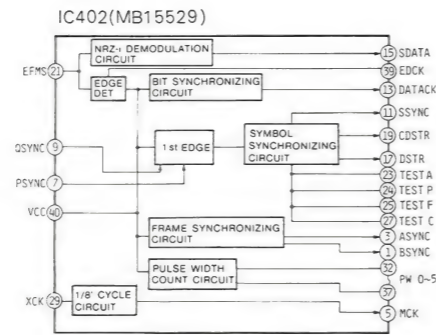 IC402(MB15529)
NRZ-I DEMODULATION
CIRCUIT
15 SDATA
EFMS 21
EDGE
DET
BIT SYNCHRONIZING
CIRCUIT
39 EDCK
13 DATACK
11 SSYNC
QSYNC 9
1 st EDGE
SYMBOL
SYNCHRONIZING
CIRCUIT
19 CDSTR
17 DSTR
PSYNC 7
23 TEST A
24 TEST P
25 TEST F
27 TEST C
VCC 40
FRAME SYNCHRONIZING
CIRCUIT
3 ASYNC
1 BSYNC
PULSE WIDTH
COUNT CIRCUIT
32
PW 0~5
37
XCK 29
1/8' CYCLE
CIRCUIT
5 MCK